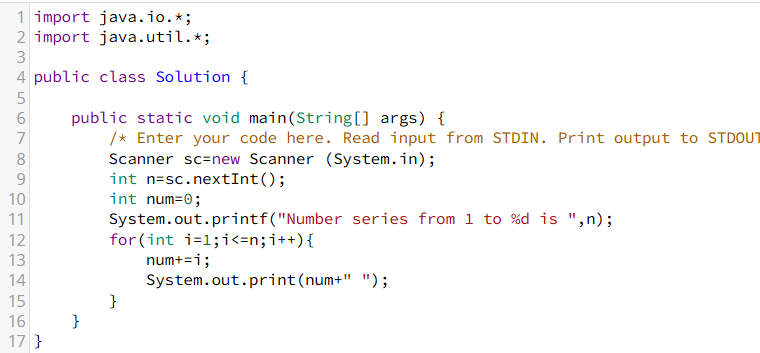 1 import java.io.*;
2 import java.util.*;
3
4 public class Solution {
5
6     public static void main(String[] args) {
7         /* Enter your code here. Read input from STDIN. Print output to STDOUT
8         Scanner sc=new Scanner (System.in);
9         int n=sc.nextInt();
10         int num=0;
11         System.out.printf("Number series from 1 to %d is ",n);
12         for(int i=1;i<=n;i++){
13             num+=i;
14             System.out.print(num+" ");
15         }
16     }
17 }